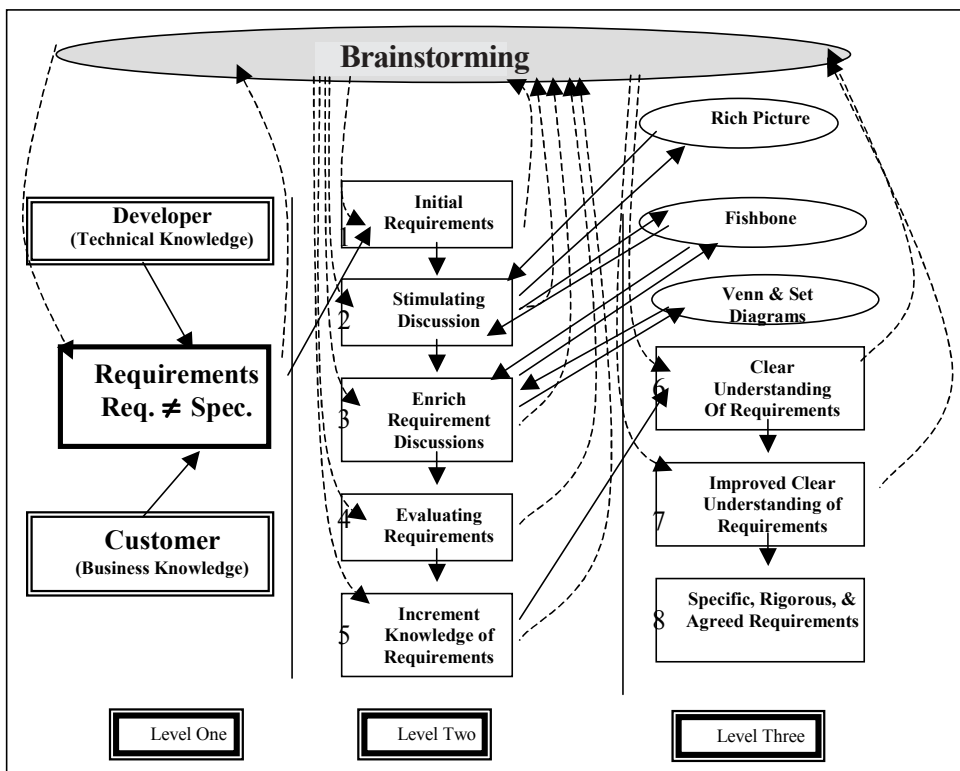 Brainstorming
Developer
(Technical Knowledge)
Requirements
Req. ≠ Spec.
Customer
(Business Knowledge)
Level One
Initial
Requirements
1
Stimulating
Discussion
2
Enrich
Requirement
Discussions
3
Evaluating
Requirements
4
Increment
Knowledge of
Requirements
5
Level Two
Rich Picture
Fishbone
Venn & Set
Diagrams
Clear
Understanding
Of Requirements
6
Improved Clear
Understanding of
Requirements
7
Specific, Rigorous, &
Agreed Requirements
8
Level Three